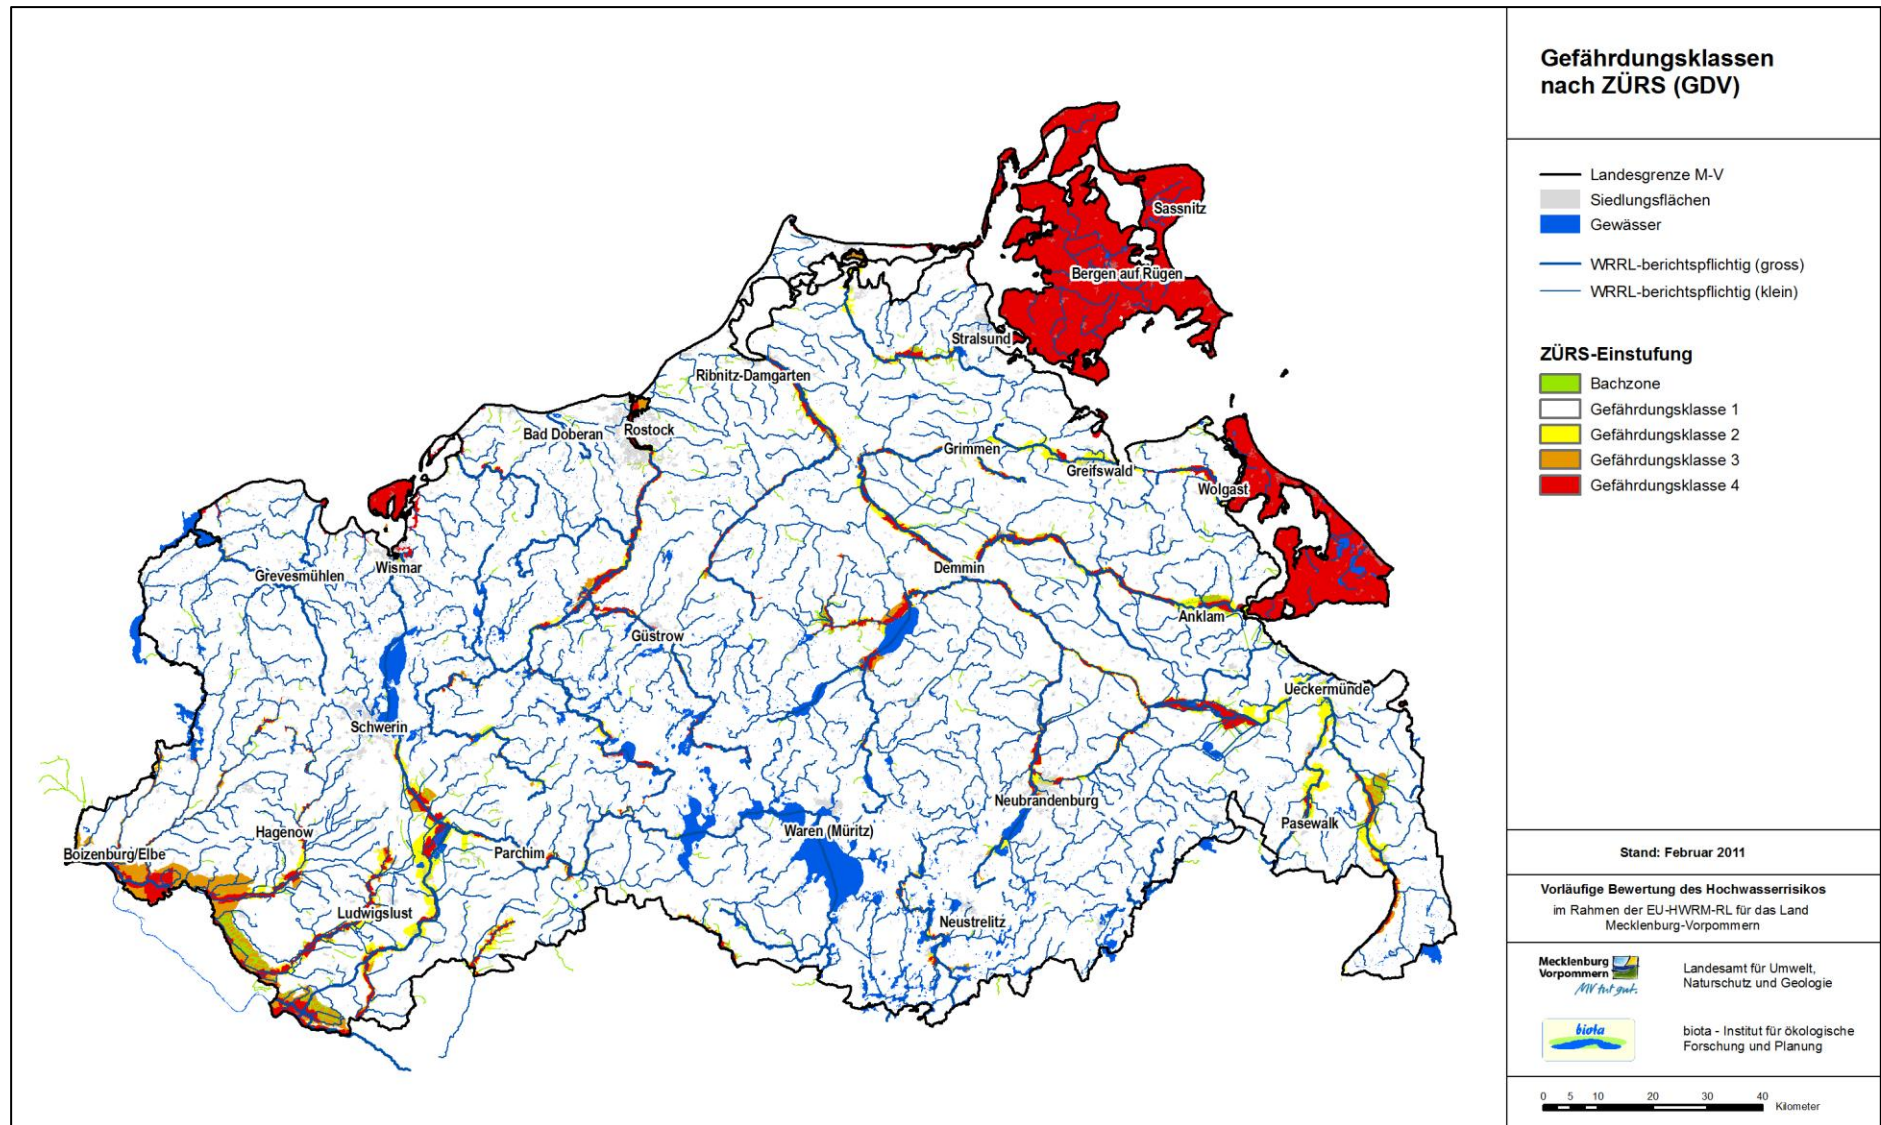 Gefährdungsklassen
nach ZÜRS (GDV)
Landesgrenze M-V
Siedlungsflächen
Gewässer
WRRL-berichtspflichtig (gross)
WRRL-berichtspflichtig (klein)
ZÜRS-Einstufung
Bachzone
Gefährdungsklasse 1
Gefährdungsklasse 2
Gefährdungsklasse 3
Gefährdungsklasse 4
Sassnitz
Bergen auf Rügen
Stralsund
Ribnitz-Damgarten
Bad Doberan
Rostock
Grimmen
Greifswald
Wolgast
Wismar
Grevesmühlen
Demmin
Anklam
Güstrow
Ueckermünde
Schwerin
Neubrandenburg
Pasewalk
Hagenow
Waren (Müritz)
Boizenburg/Elbe
Parchim
Ludwigslust
Neustrelitz
Stand: Februar 2011
Vorläufige Bewertung des Hochwasserrisikos
im Rahmen der EU-HWRM-RL für das Land
Mecklenburg-Vorpommern
Mecklenburg
Vorpommern
MV tut gut.
Landesamt für Umwelt,
Naturschutz und Geologie
biota
biota - Institut für ökologische
Forschung und Planung
0 5 10 20 30 40
Kilometer